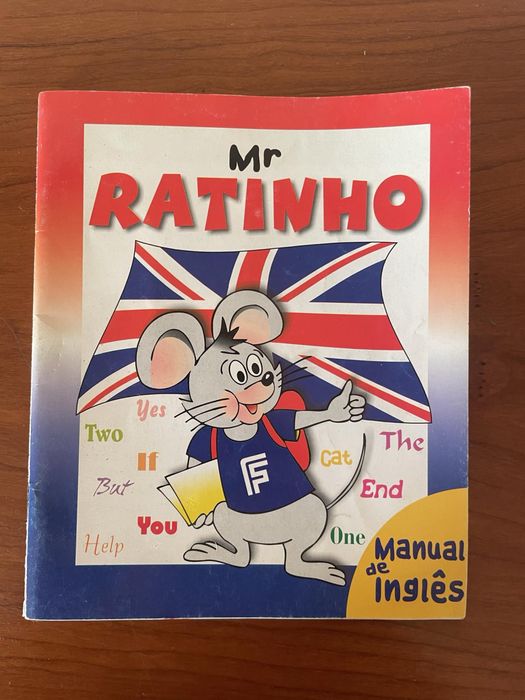 Mr
RATINHO
Yes
Two
If
But
You
Help
Cat
The
End
One
Manual
de
Inglês